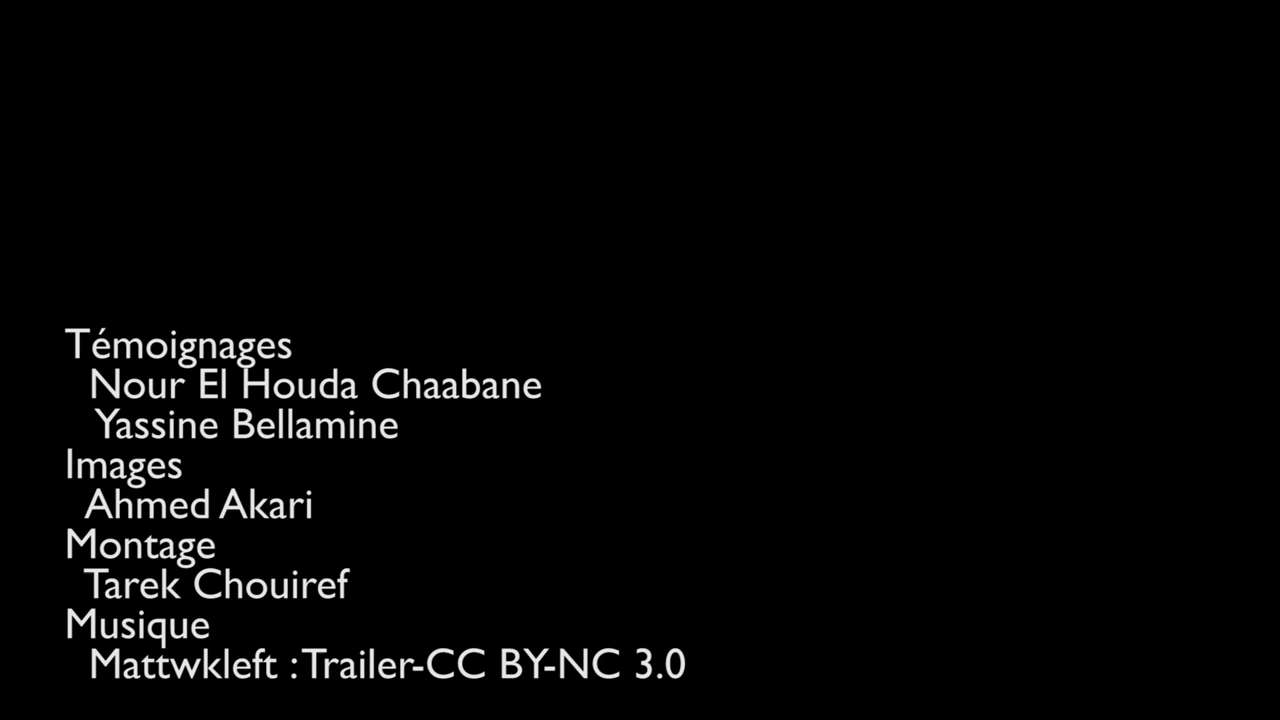 Témoignages
Nour El Houda Chaabane
Yassine Bellamine
Images
Ahmed Akari
Montage
Tarek Chouiref
Musique
Mattwkleft : Trailer-CC BY-NC 3.0